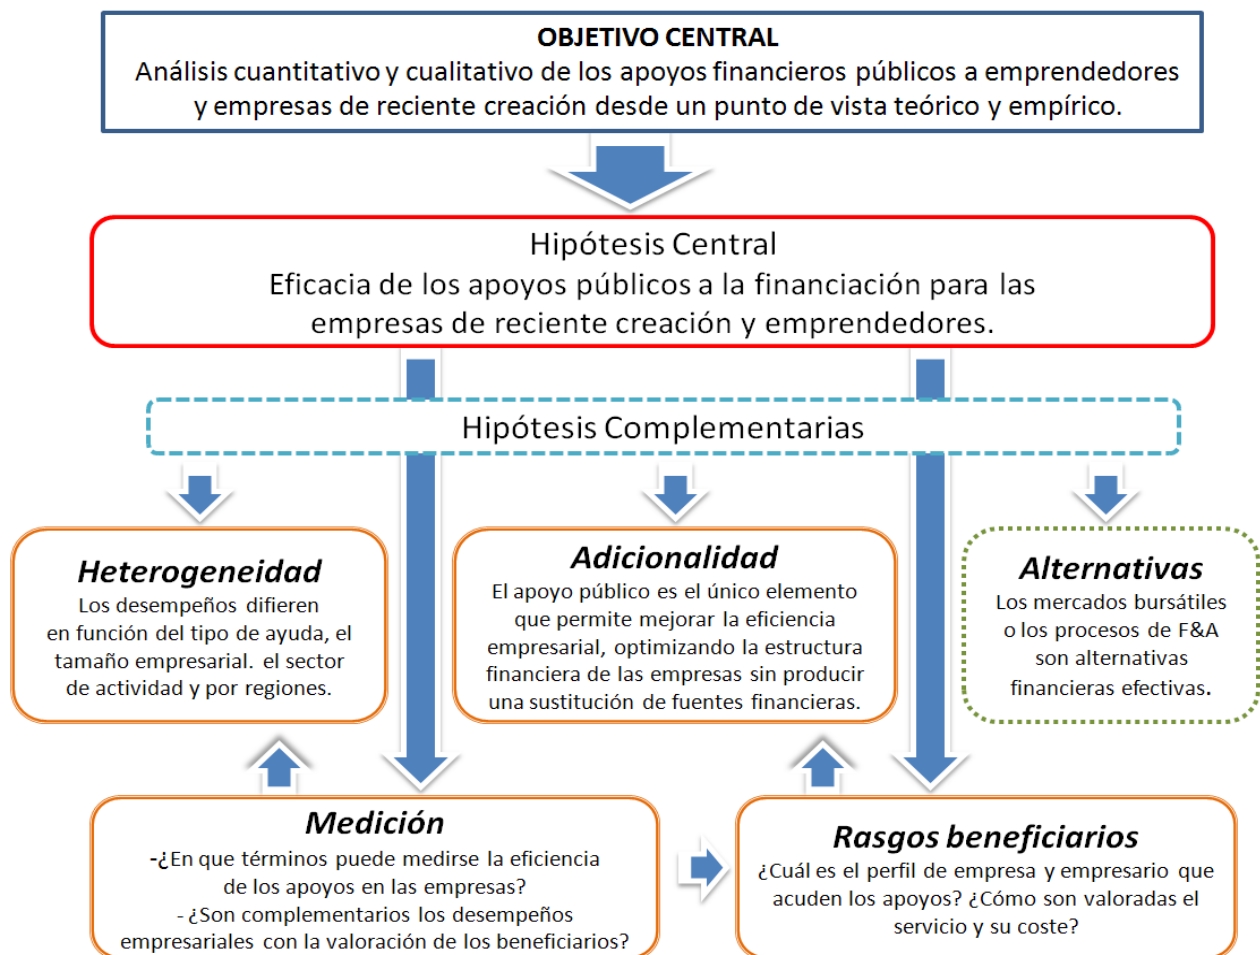 OBJETIVO CENTRAL
Análisis cuantitativo y cualitativo de los apoyos financieros públicos a emprendedores
y empresas de reciente creación desde un punto de vista teórico y empírico.
Hipótesis Central
Eficacia de los apoyos públicos a la financiación para las
empresas de reciente creación y emprendedores.
Hipótesis Complementarias
Heterogeneidad
Los desempeños difieren
en función del tipo de ayuda, el
tamaño empresarial. el sector
de actividad y por regiones.
Adicionalidad
El apoyo público es el único elemento
que permite mejorar la eficiencia
empresarial, optimizando la estructura
financiera de las empresas sin producir
una sustitución de fuentes financieras.
Alternativas
Los mercados bursátiles
o los procesos de F&A
son alternativas
financieras efectivas.
Medición
-¿En que términos puede medirse la eficiencia
de los apoyos en las empresas?
- ¿Son complementarios los desempeños
empresariales con la valoración de los beneficiarios?
Rasgos beneficiarios
¿Cuál es el perfil de empresa y empresario que
acuden los apoyos? ¿Cómo son valoradas el
servicio y su coste?